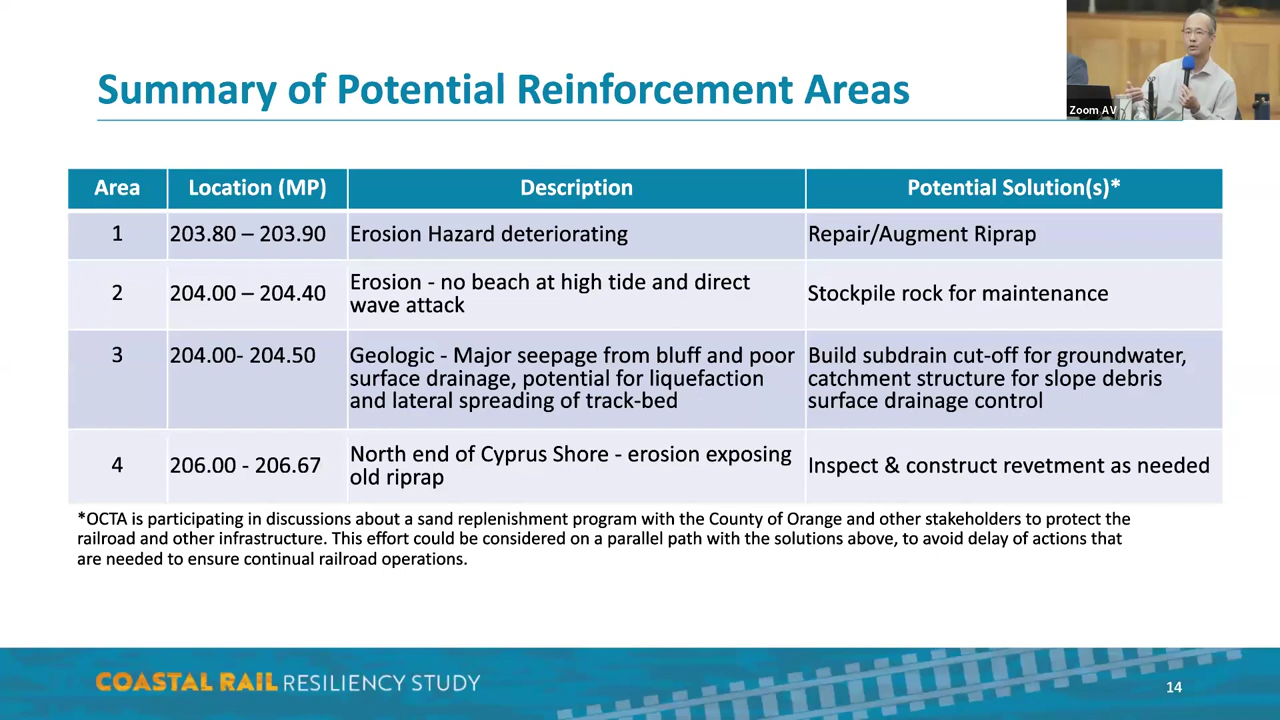 Summary of Potential Reinforcement Areas
Zoom AV
Area Location (MP) Description Potential Solution(s)*
1 203.80 – 203.90 Erosion Hazard deteriorating Repair/Augment Riprap
2 204.00 – 204.40 Erosion - no beach at high tide and direct
wave attack
Stockpile rock for maintenance
3 204.00- 204.50 Geologic - Major seepage from bluff and poor
surface drainage, potential for liquefaction
and lateral spreading of track-bed
Build subdrain cut-off for groundwater,
catchment structure for slope debris
surface drainage control
4 206.00 - 206.67 North end of Cyprus Shore - erosion exposing
old riprap
Inspect & construct revetment as needed
*OCTA is participating in discussions about a sand replenishment program with the County of Orange and other stakeholders to protect the
railroad and other infrastructure. This effort could be considered on a parallel path with the solutions above, to avoid delay of actions that
are needed to ensure continual railroad operations.
COASTAL RAIL RESILIENCY STUDY
14